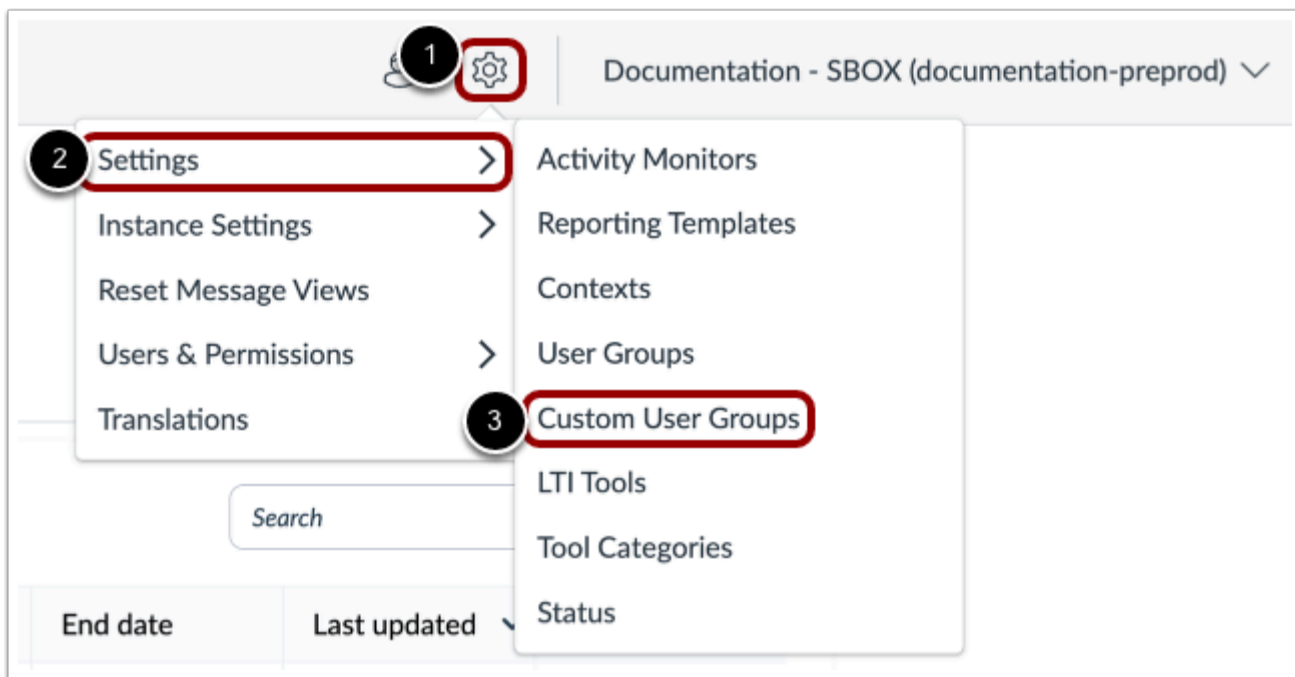 1
Documentation - SBOX (documentation-preprod)
2
Settings
Instance Settings
Reset Message Views
Users & Permissions
Translations
Activity Monitors
Reporting Templates
Contexts
User Groups
3
Custom User Groups
LTI Tools
Tool Categories
Status
Search
End date
Last updated